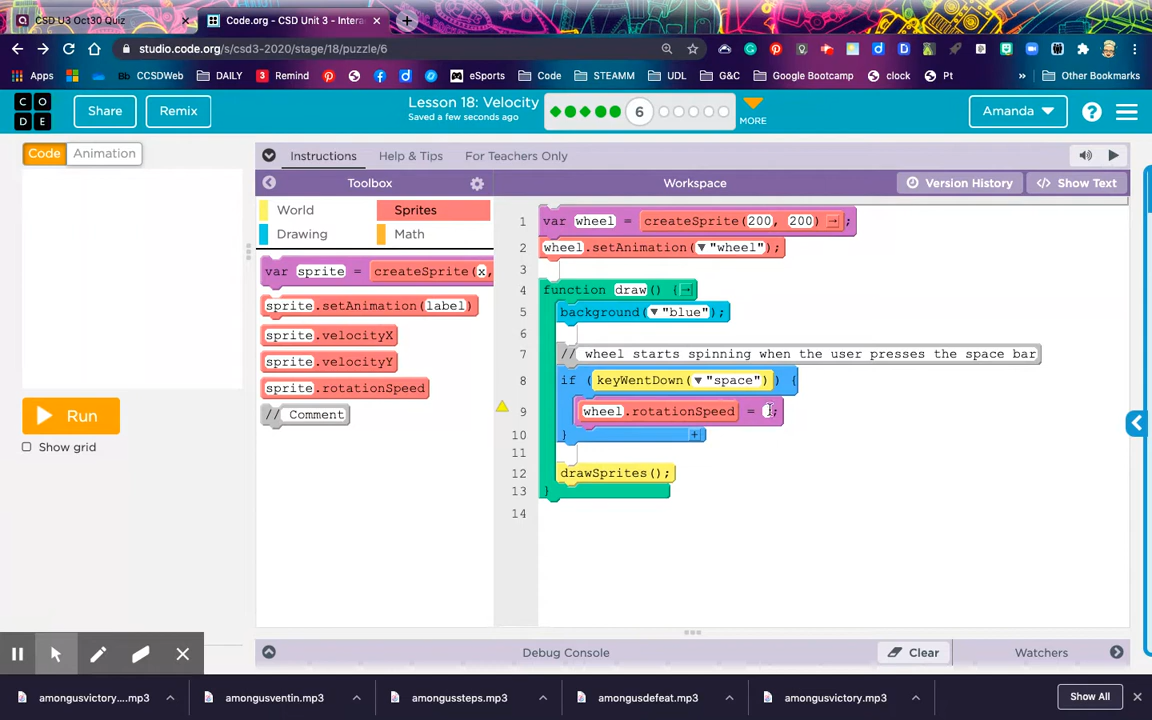 CSD U3 Oct30 Quiz
Code.org - CSD Unit 3 - Intera
studio.code.org/s/csd3-2020/stage/18/puzzle/6
Apps
CCSDWeb
DAILY
Remind
eSports
Code
STEAMM
UDL
G&C
Google Bootcamp
clock
Pt
Other Bookmarks
C O
D E
Share
Remix
Lesson 18: Velocity
Saved a few seconds ago
6
MORE
Amanda
Code
Animation
Instructions
Help & Tips
For Teachers Only
Toolbox
Workspace
Version History
Show Text
World
Sprites
Drawing
Math
var sprite = createSprite(x,
sprite.setAnimation(label)
sprite.velocityX
sprite.velocityY
sprite.rotationSpeed
// Comment
Run
Show grid
1 var wheel = createSprite(200, 200);
2 wheel.setAnimation("wheel");
3
4 function draw() {
5 background("blue");
6
7 // wheel starts spinning when the user presses the space bar
8 if (keyWentDown("space")) {
9 wheel.rotationSpeed = ;
10 }
11
12 drawSprites();
13 }
14
Debug Console
Clear
Watchers
amongusvictory....mp3
amongusventin.mp3
amongussteps.mp3
amongusdefeat.mp3
amongusvictory.mp3
Show All